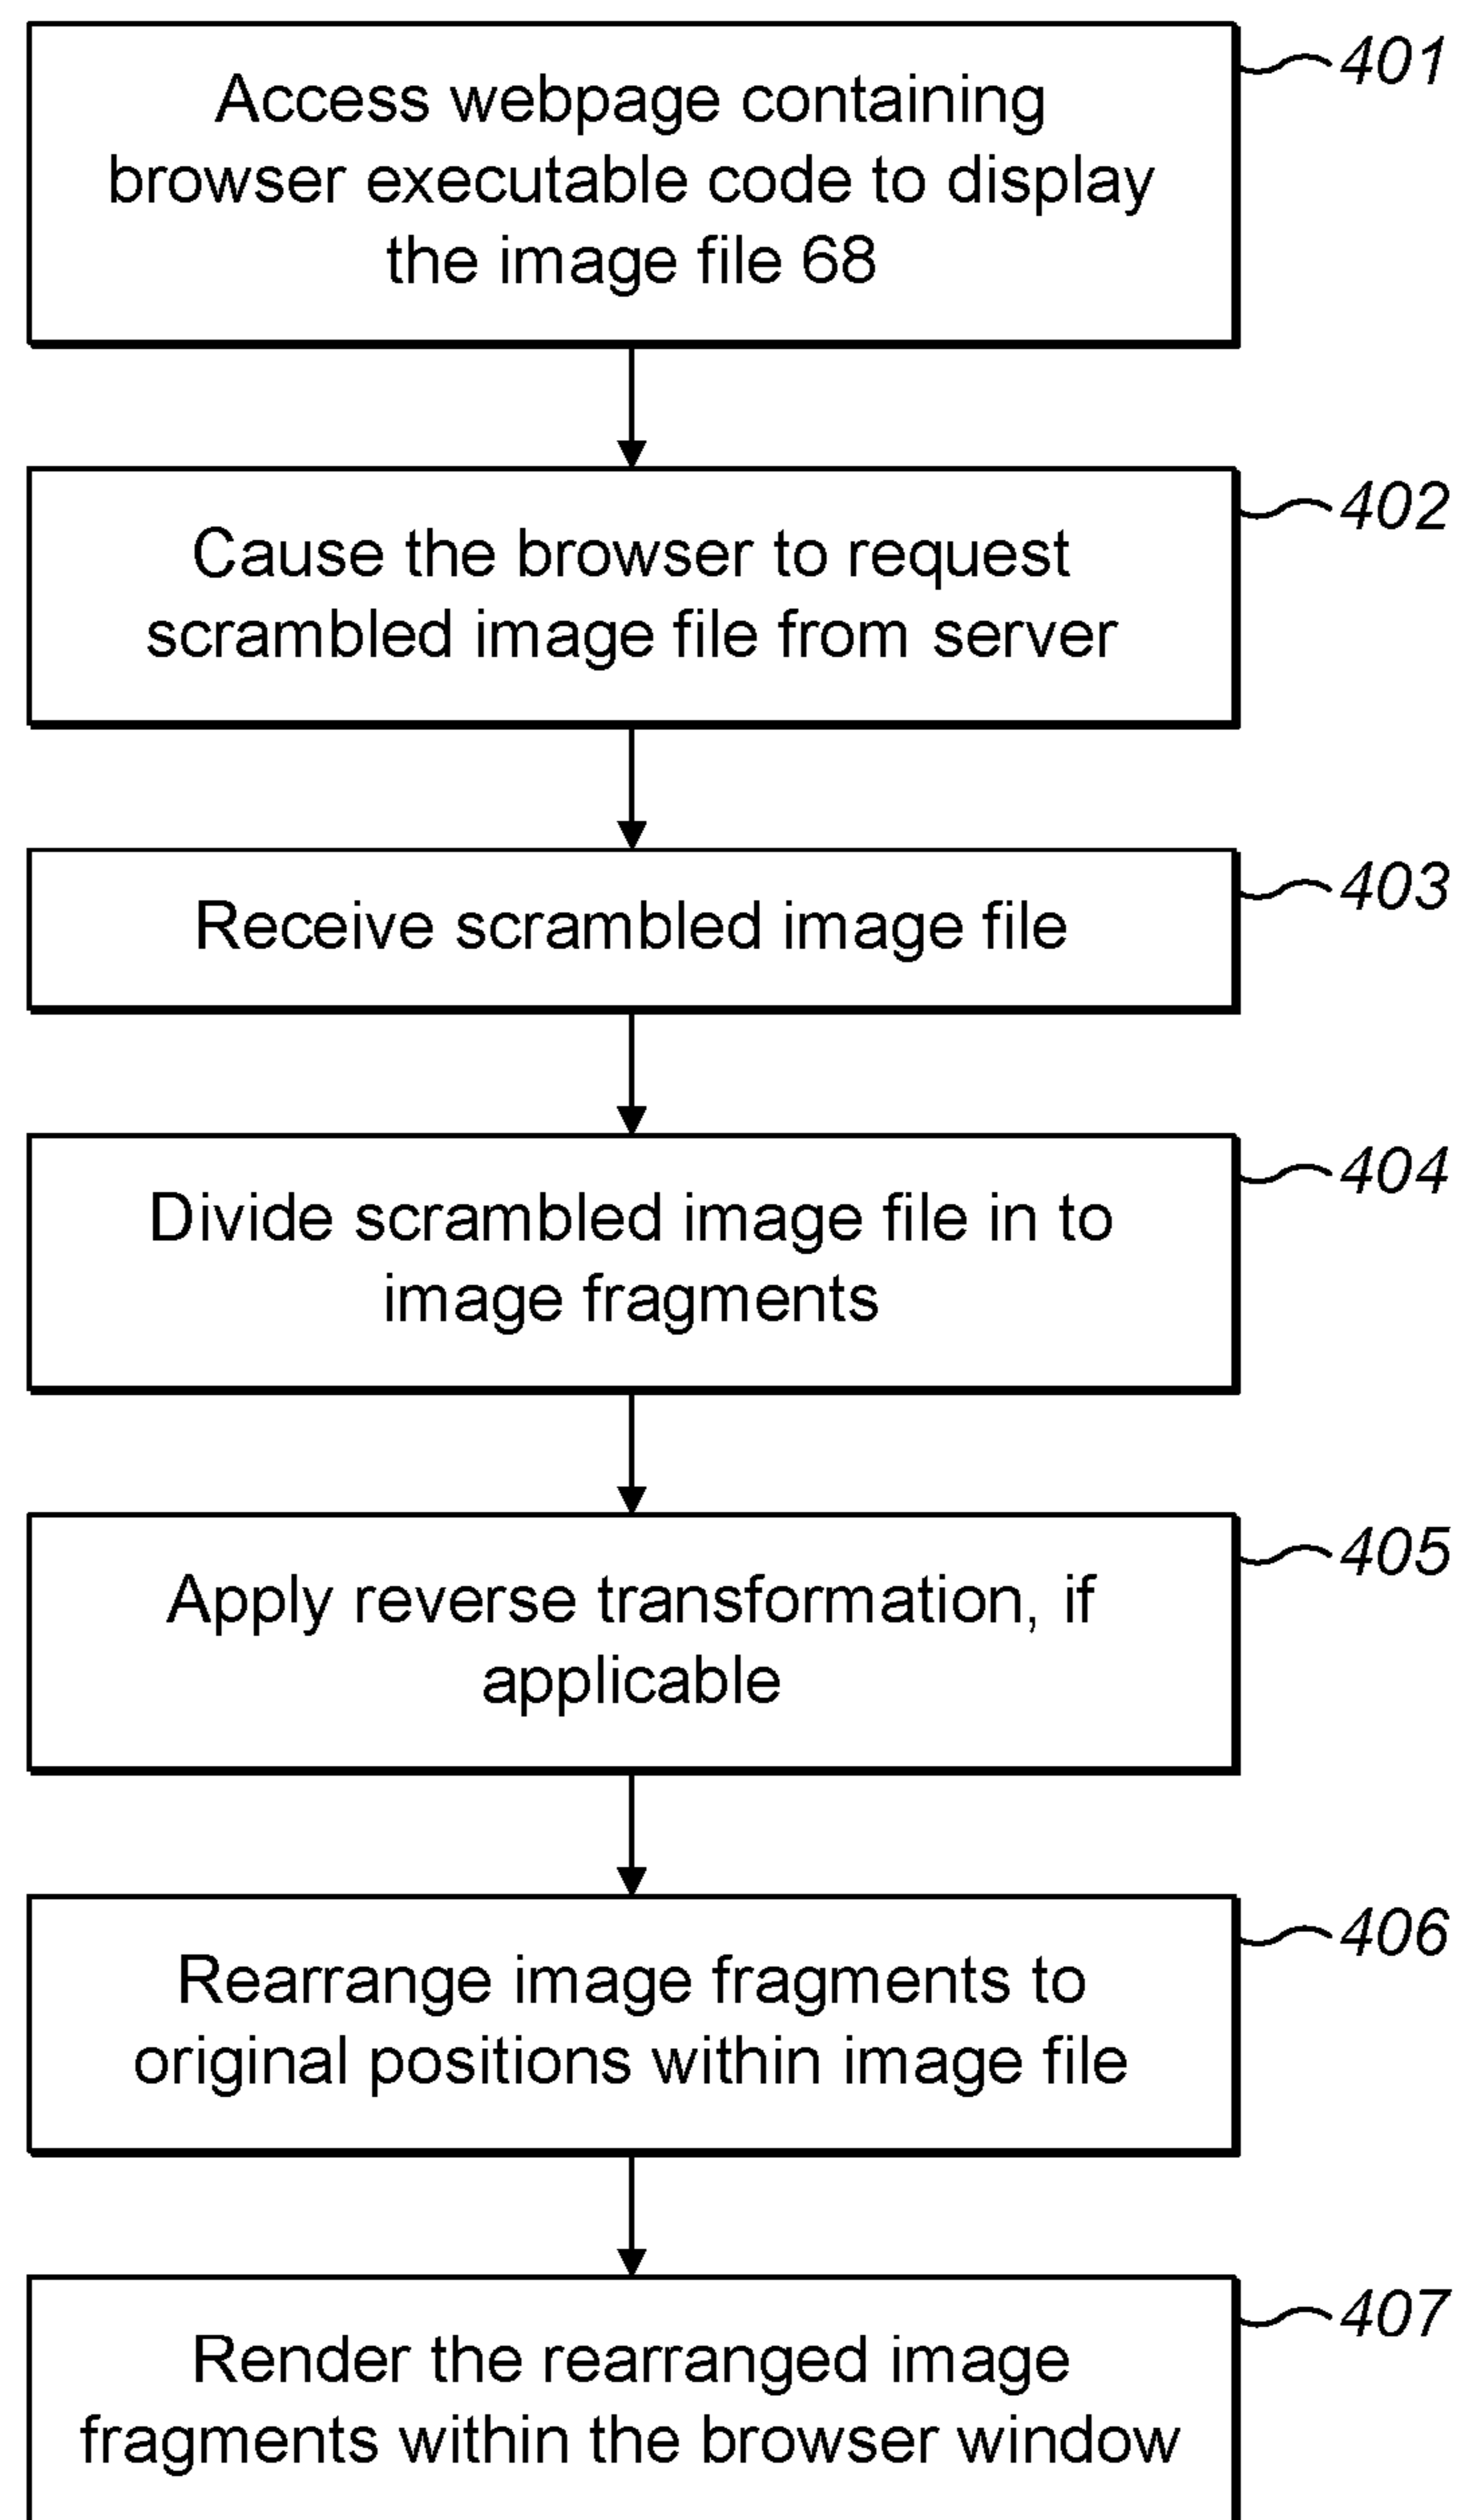 Access webpage containing
browser executable code to display
the image file 68
401
Cause the browser to request
scrambled image file from server
402
Receive scrambled image file
403
Divide scrambled image file in to
image fragments
404
Apply reverse transformation, if
applicable
405
Rearrange image fragments to
original positions within image file
406
Render the rearranged image
fragments within the browser window
407